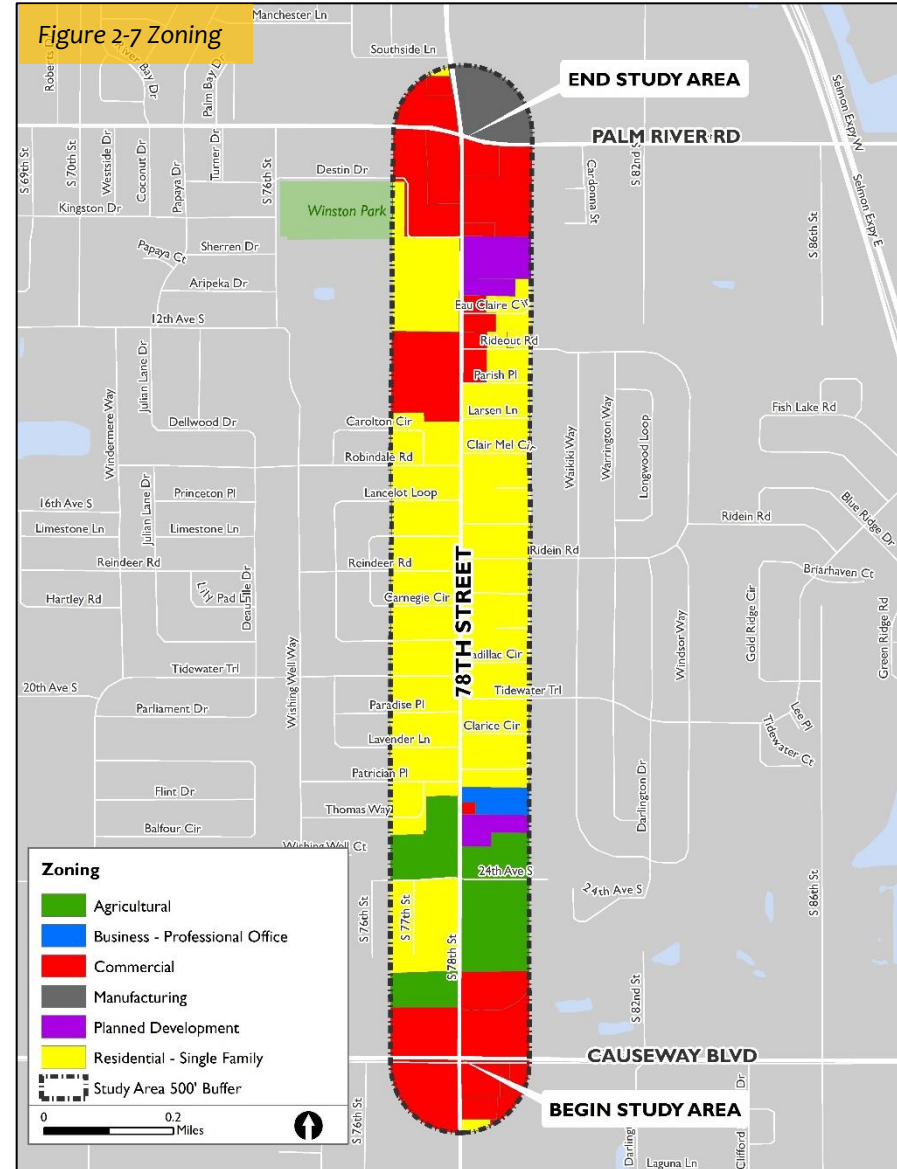 Figure 2-7 Zoning
Manchester Ln
Southside Ln
River Bay Dr
Palm Bay Dr
END STUDY AREA
PALM RIVER RD
Selmon Expy W
Selmon Expy E
S 69th St
S 70th St
Westside Dr
Coconut Dr
Papaya Dr
Turner Dr
S 76th St
Destin Dr
Cardonna St
S 82nd St
S 86th St
Kingston Dr
Winston Park
Papaya Ct
Sherren Dr
Aripeka Dr
12th Ave S
Eau Claire Cir
Rideout Rd
Parish Pl
Windermere Way
Julian Lane Dr
Dellwood Dr
Carolton Cir
Larsen Ln
Fish Lake Rd
Robindale Rd
Clair Mel Cir
Waikiki Way
Warrington Way
Longwood Loop
16th Ave S
Princeton Pl
Lancelot Loop
Julian Lane Dr
Limestone Ln
Limestone Ln
Ridein Rd
Blue Ridge Dr
Reindeer Rd
Reindeer Rd
78TH STREET
Ridein Rd
Briarhaven Ct
Hartley Rd
Lily Pad Ln
Deauville Dr
Carnegie Cir
Gold Ridge Cir
Green Ridge Rd
Cadillac Cir
Windsor Way
Tidewater Trl
Wishing Well Way
Tidewater Trl
20th Ave S
Parliament Dr
Paradise Pl
Clarice Cir
Lee Pl
Tidewater Ct
Lavender Ln
Patrician Pl
Flint Dr
Thomas Way
Darlington Dr
Balfour Cir
Wishing Well Ct
24th Ave S
24th Ave S
S 76th St
S 77th St
S 78th St
S 82nd St
S 86th St
Zoning
Agricultural
Business - Professional Office
Commercial
Manufacturing
Planned Development
Residential - Single Family
Study Area 500' Buffer
0
0.2
Miles
CAUSEWAY BLVD
BEGIN STUDY AREA
S 76th St
Clifford Dr
Laguna Ln